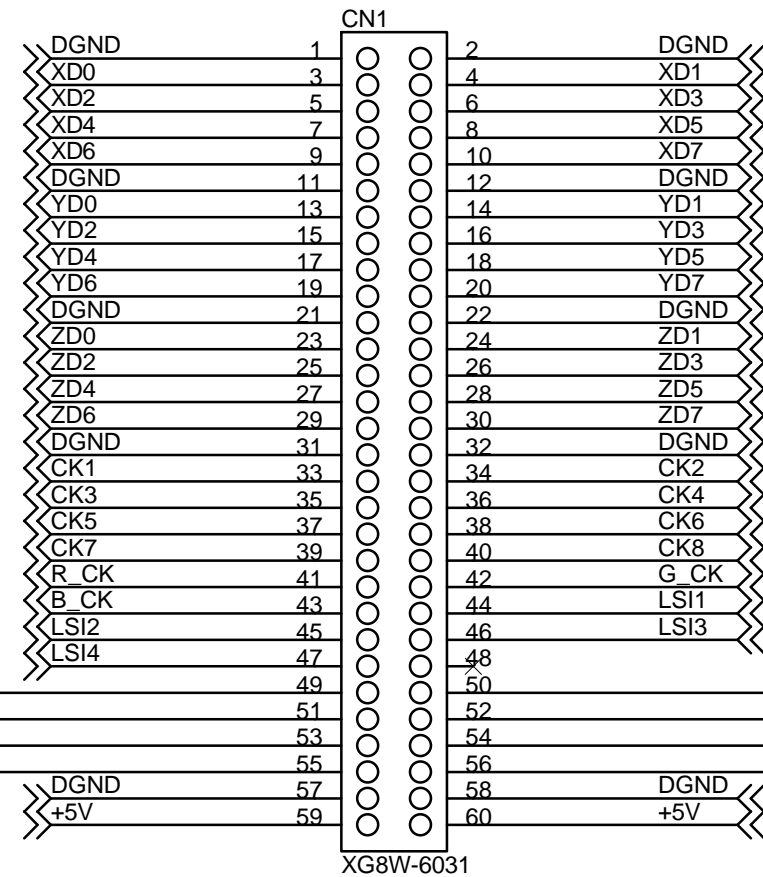 CN1
DGND 1 2 DGND
XD0 3 4 XD1
XD2 5 6 XD3
XD4 7 8 XD5
XD6 9 10 XD7
DGND 11 12 DGND
YD0 13 14 YD1
YD2 15 16 YD3
YD4 17 18 YD5
YD6 19 20 YD7
DGND 21 22 DGND
ZD0 23 24 ZD1
ZD2 25 26 ZD3
ZD4 27 28 ZD5
ZD6 29 30 ZD7
DGND 31 32 DGND
CK1 33 34 CK2
CK3 35 36 CK4
CK5 37 38 CK6
CK7 39 40 CK8
R_CK 41 42 G_CK
B_CK 43 44 LSI1
LSI2 45 46 LSI3
LSI4 47 48
49 50
51 52
53 54
55 56
DGND 57 58 DGND
+5V 59 60 +5V
XG8W-6031